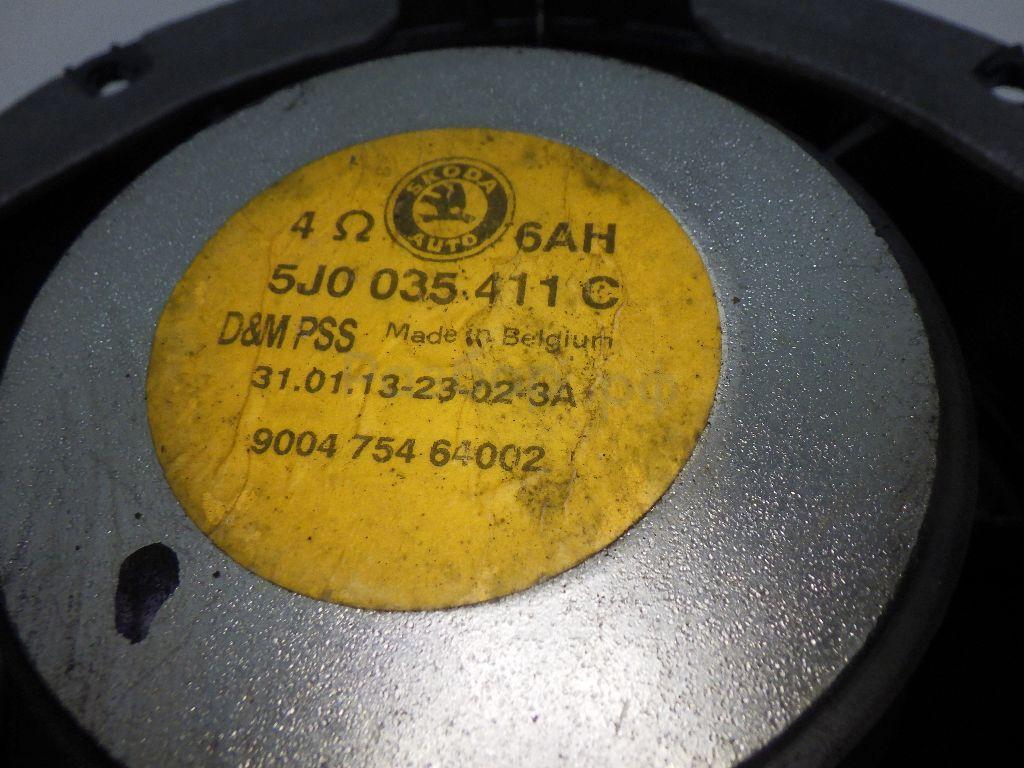 SKODA
AUTO
4 Ω 6AH
5J0 035 411 C
D&M PSS Made in Belgium
31.01.13-23-02-3A
9004 754 64002